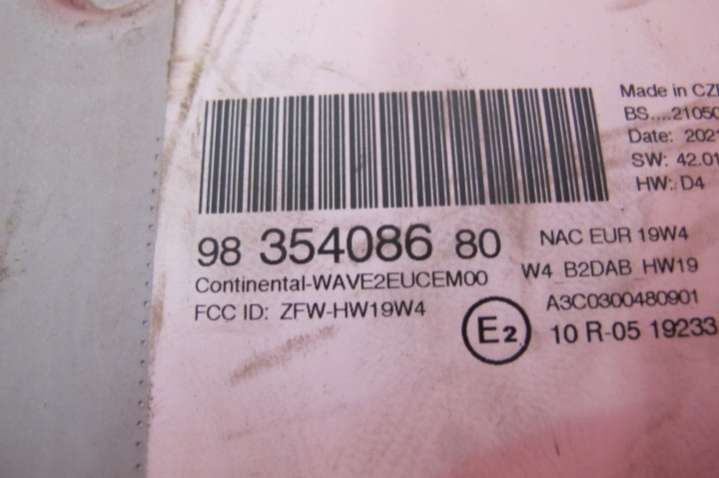 Made in CZ
BS....2105
Date: 202
SW: 42.01
HW: D4
98 354086 80
NAC EUR 19W4
Continental-WAVE2EUCEM00
W4_B2DAB_HW19
FCC ID: ZFW-HW19W4
A3C0300480901
E2
10 R-05 19233